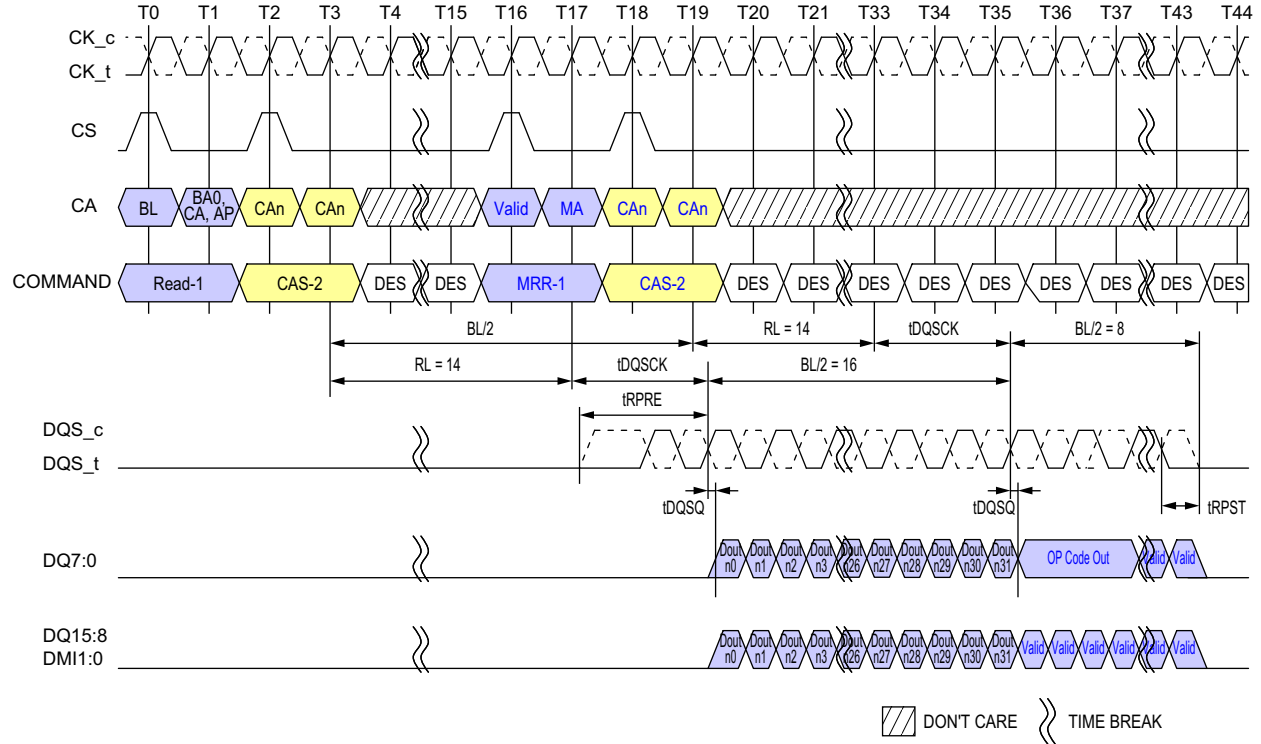 T0 T1 T2 T3 T4 T15 T16 T17 T18 T19 T20 T21 T33 T34 T35 T36 T37 T43 T44
CK_c
CK_t
CS
CA BL BA0, CA, AP CAn CAn Valid MA CAn CAn
COMMAND Read-1 CAS-2 DES DES MRR-1 CAS-2 DES DES DES DES DES DES DES DES DES
BL/2 RL = 14 tDQSCK BL/2 = 8
RL = 14 tDQSCK BL/2 = 16
tRPRE
DQS_c
DQS_t
tDQSQ tDQSQ tRPST
DQ7:0 Dout n0 Dout n1 Dout n2 Dout n3 Dout n26 Dout n27 Dout n28 Dout n29 Dout n30 Dout n31 OP Code Out Valid Valid
DQ15:8
DMI1:0 Dout n0 Dout n1 Dout n2 Dout n3 Dout n26 Dout n27 Dout n28 Dout n29 Dout n30 Dout n31 Valid Valid Valid Valid Valid Valid
DON'T CARE TIME BREAK